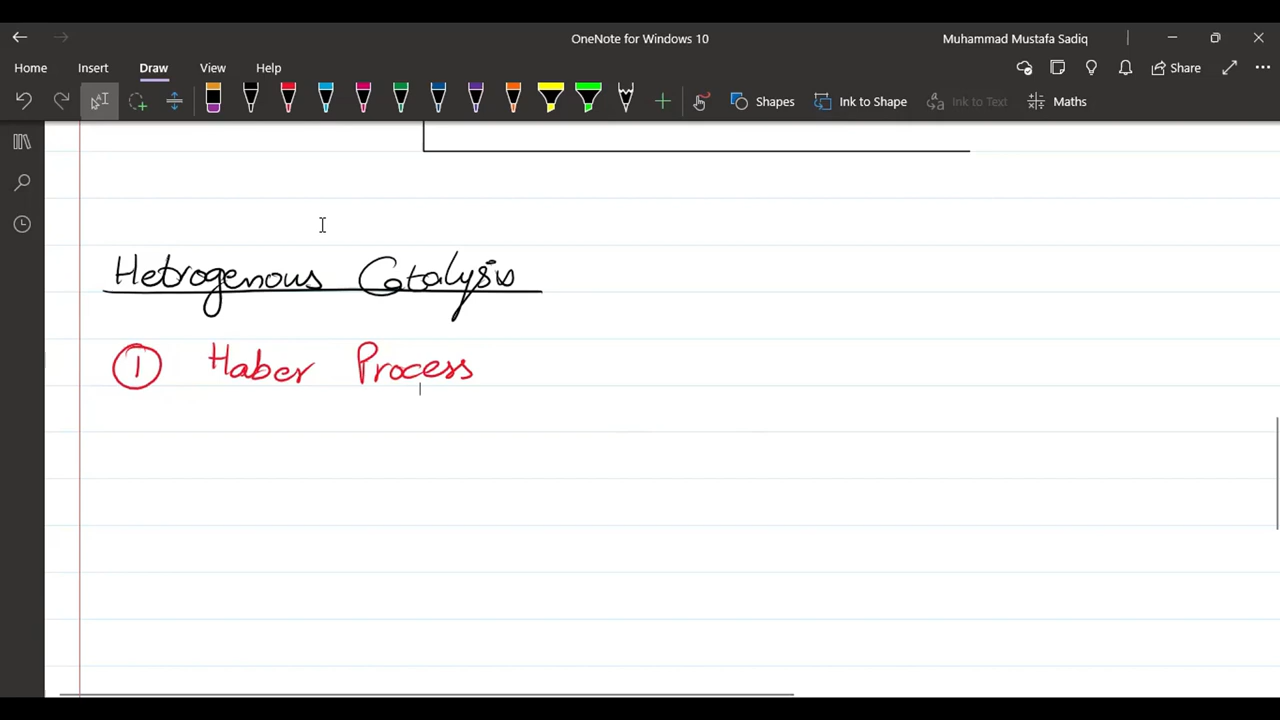 OneNote for Windows 10
Muhammad Mustafa Sadiq
Home Insert Draw View Help
Share
Shapes Ink to Shape Ink to Text Maths
Hetrogenous Catalysis
1 Haber Process